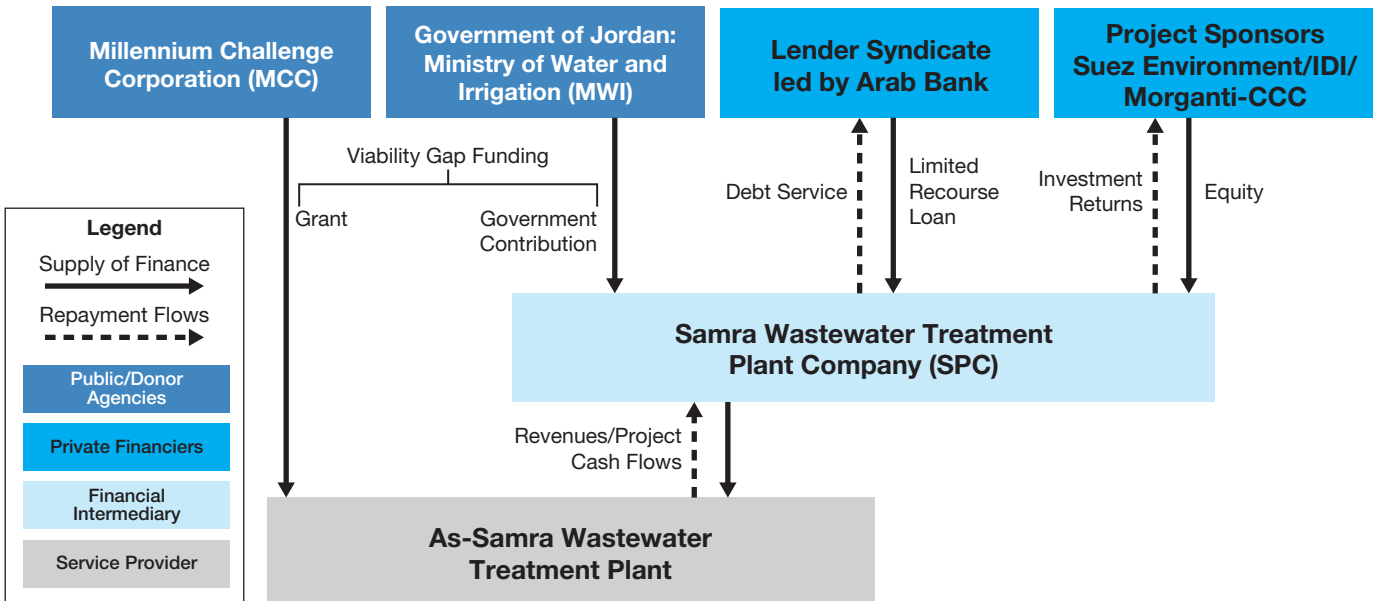 Millennium Challenge
Corporation (MCC)
Government of Jordan:
Ministry of Water and
Irrigation (MWI)
Lender Syndicate
led by Arab Bank
Project Sponsors
Suez Environment/IDI/
Morganti-CCC
Viability Gap Funding
Grant
Government
Contribution
Debt Service
Limited
Recourse
Loan
Investment
Returns
Equity
Legend
Supply of Finance
Repayment Flows
Public/Donor
Agencies
Private Financiers
Financial
Intermediary
Service Provider
Samra Wastewater Treatment
Plant Company (SPC)
Revenues/Project
Cash Flows
As-Samra Wastewater
Treatment Plant